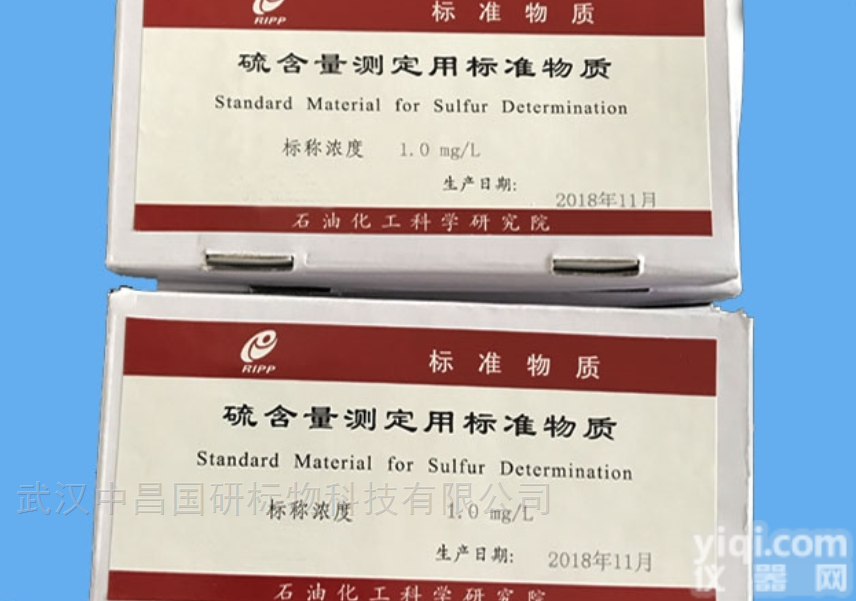 RIPP
标准物质
硫含量测定用标准物质
Standard Material for Sulfur Determination
标称浓度 1.0 mg/L
生产日期:
2018年11月
石油化工科学研究院
RIPP
标准物质
硫含量测定用标准物质
Standard Material for Sulfur Determination
武汉中昌国研标物科技有限公司
标称浓度 1.0 mg/L
生产日期: 2018年11月
yiqi.com
仪器网
石油化工科学研究院